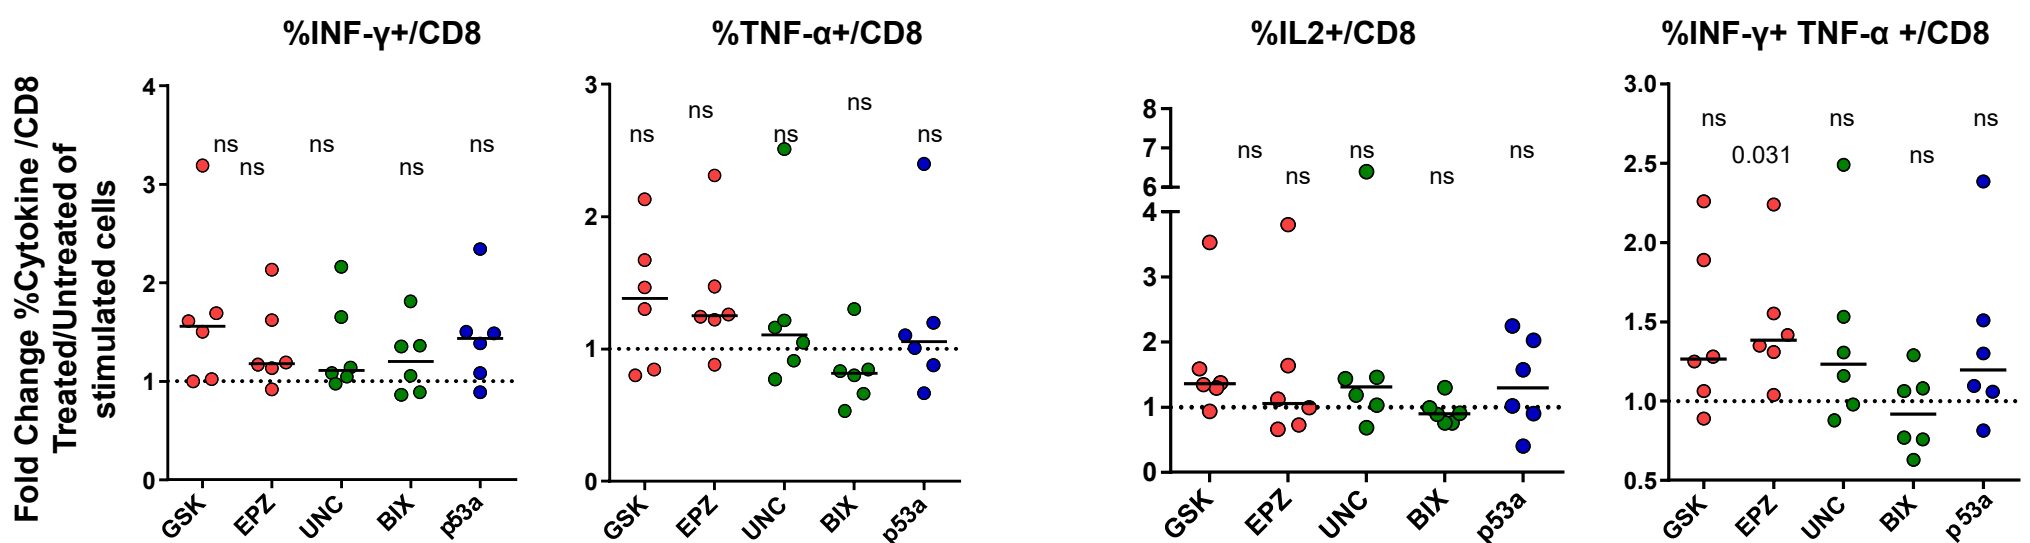 %INF-γ+/CD8
%TNF-α+/CD8
%IL2+/CD8
%INF-γ+ TNF-α +/CD8
Fold Change %Cytokine /CD8
Treated/Untreated of
stimulated cells
4
3
2
1
0
ns
ns
ns
ns
ns
GSK
EPZ
UNC
BIX
p53a
3
2
1
0
ns
ns
ns
ns
ns
GSK
EPZ
UNC
BIX
p53a
8
7
6
4
3
2
1
0
ns
ns
ns
ns
ns
GSK
EPZ
UNC
BIX
p53a
3.0
2.5
2.0
1.5
1.0
0.5
ns
0.031
ns
ns
ns
GSK
EPZ
UNC
BIX
p53a